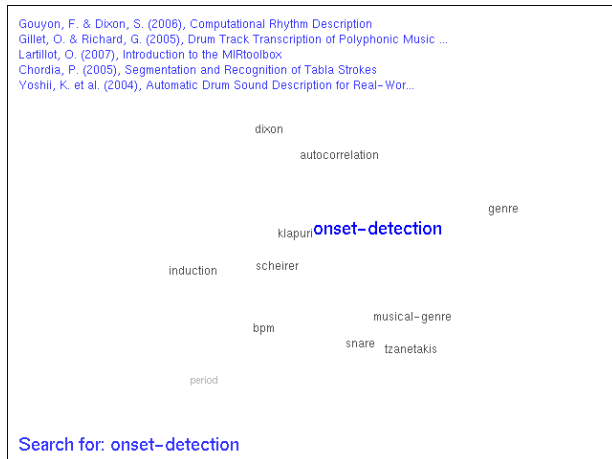 Gouyon, F. & Dixon, S. (2006), Computational Rhythm Description
Gillet, O. & Richard, G. (2005), Drum Track Transcription of Polyphonic Music ...
Lartillot, O. (2007), Introduction to the MIRtoolbox
Chordia, P. (2005), Segmentation and Recognition of Tabla Strokes
Yoshii, K. et al. (2004), Automatic Drum Sound Description for Real-Wor...
dixon
autocorrelation
genre
klapuri onset-detection
induction
scheirer
musical-genre
bpm
snare
tzanetakis
period
Search for: onset-detection